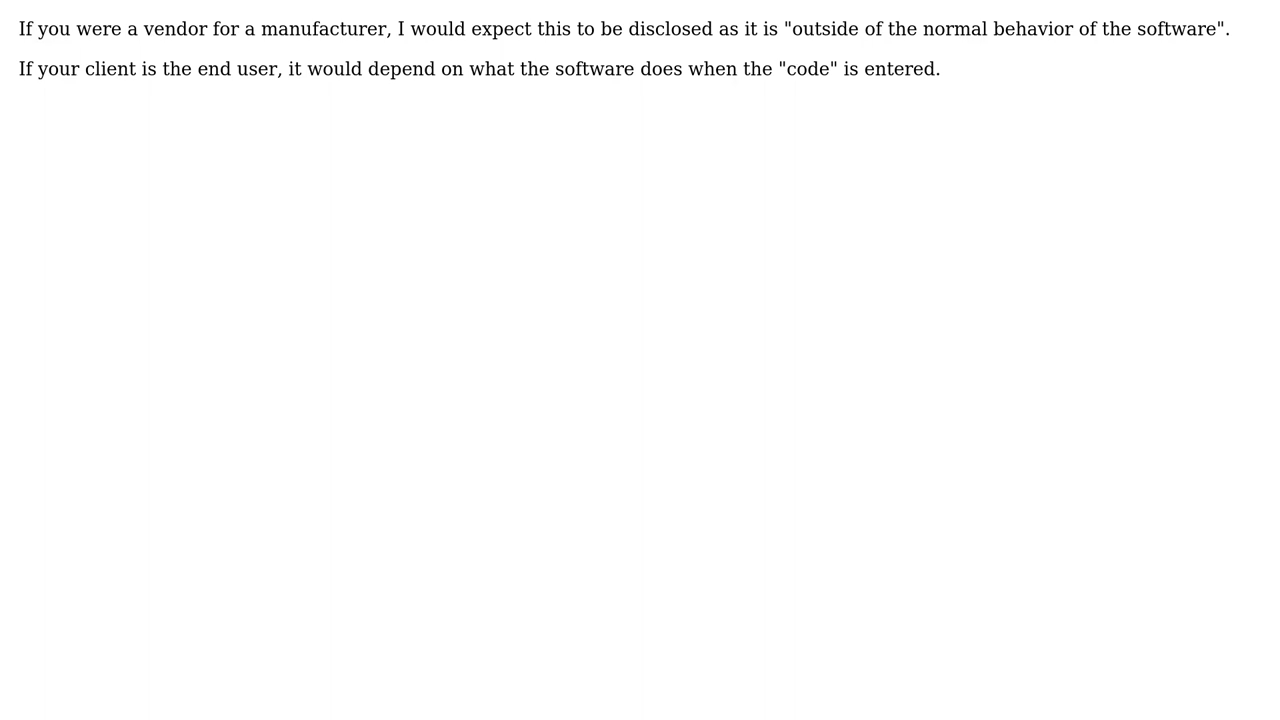 If you were a vendor for a manufacturer, I would expect this to be disclosed as it is "outside of the normal behavior of the software".
If your client is the end user, it would depend on what the software does when the "code" is entered.